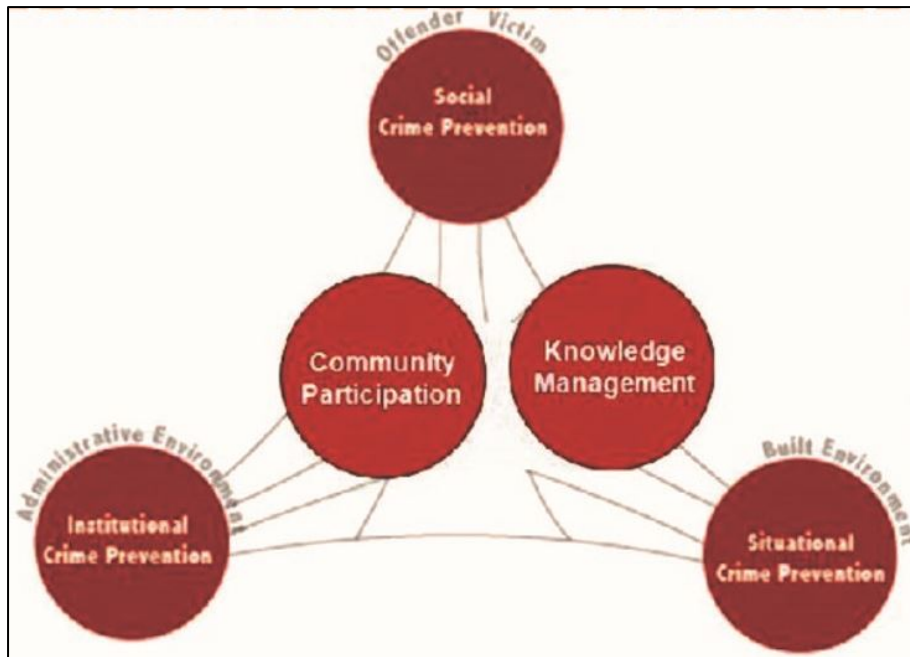 Offender Victim
Social
Crime Prevention
Community
Participation
Knowledge
Management
Administrative Environment
Institutional
Crime Prevention
Built Environment
Situational
Crime Prevention